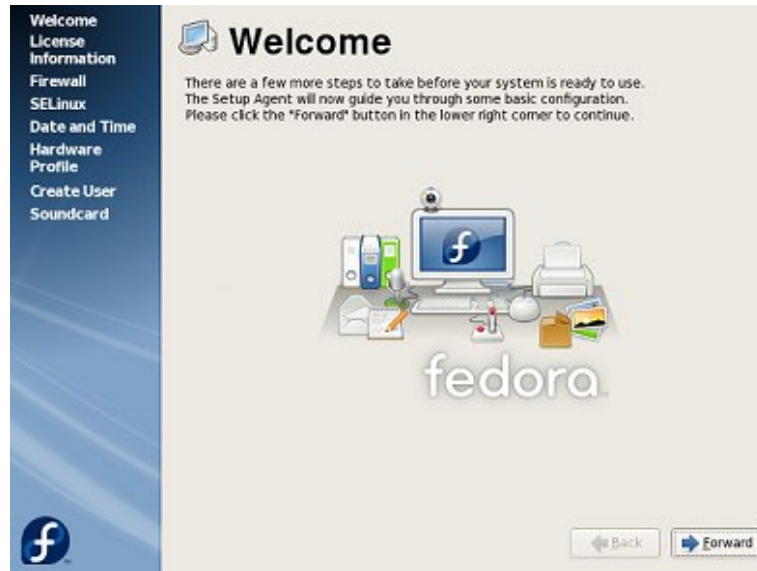 Welcome
License
Information
Firewall
SELinux
Date and Time
Hardware
Profile
Create User
Soundcard
Welcome
There are a few more steps to take before your system is ready to use.
The Setup Agent will now guide you through some basic configuration.
Please click the "Forward" button in the lower right corner to continue.
fedora
Back
Forward